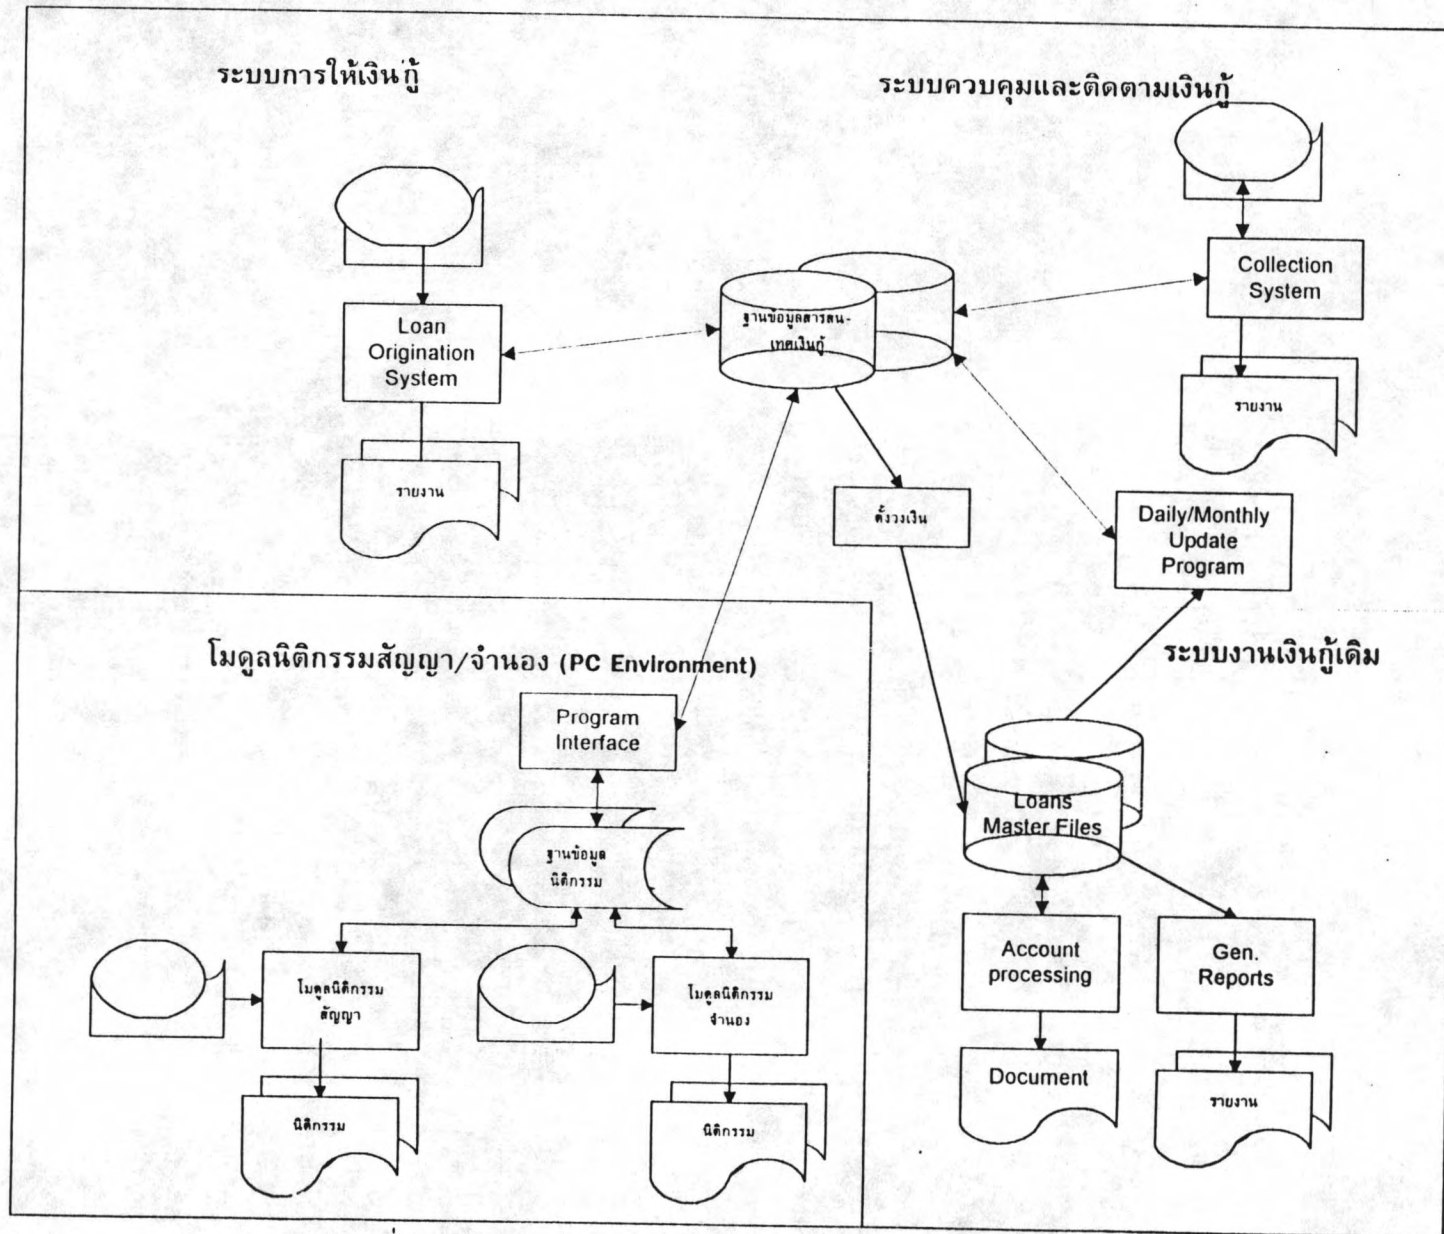 ระบบการให้เงินกู้
ระบบควบคุมและติดตามเงินกู้
Loan
Origination
System
รายงาน
ฐานข้อมูลสารสน-
เทศเงินกู้
Collection
System
รายงาน
ตั้งวงเงิน
Daily/Monthly
Update
Program
โมดูลนิติกรรมสัญญา/จำนอง (PC Environment)
Program
Interface
ฐานข้อมูล
นิติกรรม
โมดูลนิติกรรม
สัญญา
โมดูลนิติกรรม
จำนอง
นิติกรรม
นิติกรรม
ระบบงานเงินกู้เดิม
Loans
Master Files
Account
processing
Gen.
Reports
Document
รายงาน